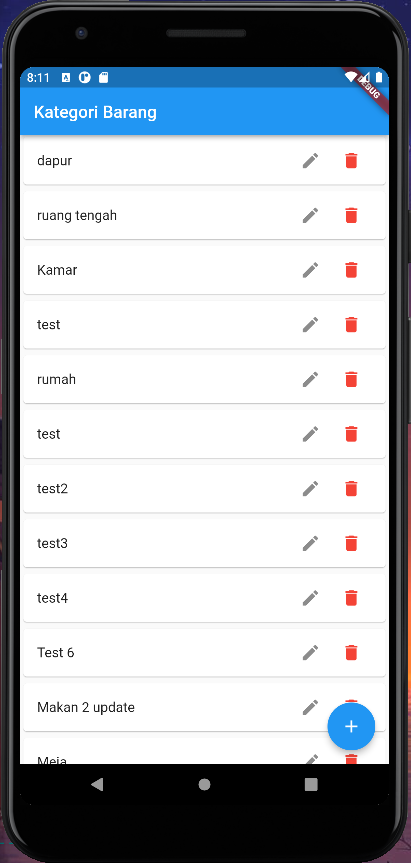 8:11
DEBUG
Kategori Barang
dapur
ruang tengah
Kamar
test
rumah
test
test2
test3
test4
Test 6
Makan 2 update
Meja